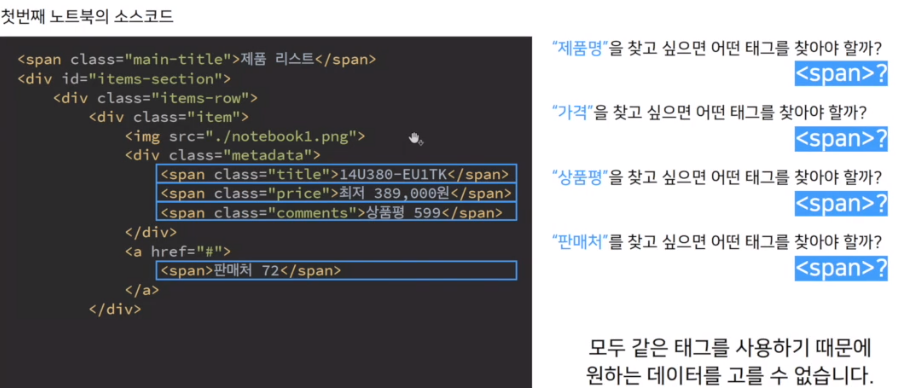 첫번째 노트북의 소스코드
<span class="main-title">제품 리스트</span>
<div id="items-section">
<div class="items-row">
<div class="item">
<img src="./notebook1.png">
<div class="metadata">
<span class="title">14U380-EU1TK</span>
<span class="price">최저 389,000원</span>
<span class="comments">상품평 599</span>
</div>
<a href="#">
<span>판매처 72</span>
</a>
</div>
“제품명”을 찾고 싶으면 어떤 태그를 찾아야 할까?
<span>?
“가격”을 찾고 싶으면 어떤 태그를 찾아야 할까?
<span>?
“상품평”을 찾고 싶으면 어떤 태그를 찾아야 할까?
<span>?
“판매처”를 찾고 싶으면 어떤 태그를 찾아야 할까?
<span>?
모두 같은 태그를 사용하기 때문에
원하는 데이터를 고를 수 없습니다.